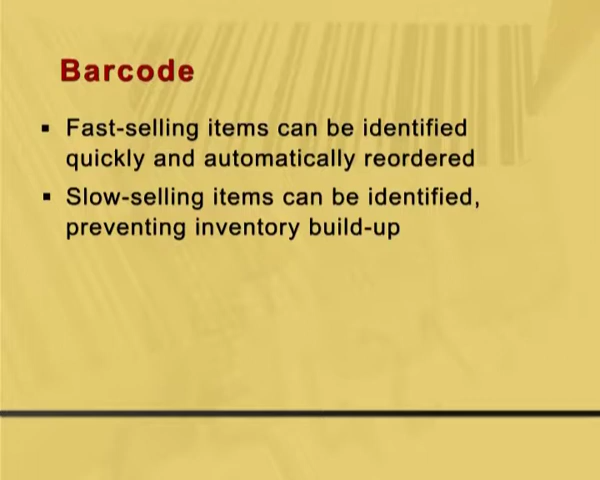 Barcode
▪ Fast-selling items can be identified
quickly and automatically reordered
▪ Slow-selling items can be identified,
preventing inventory build-up